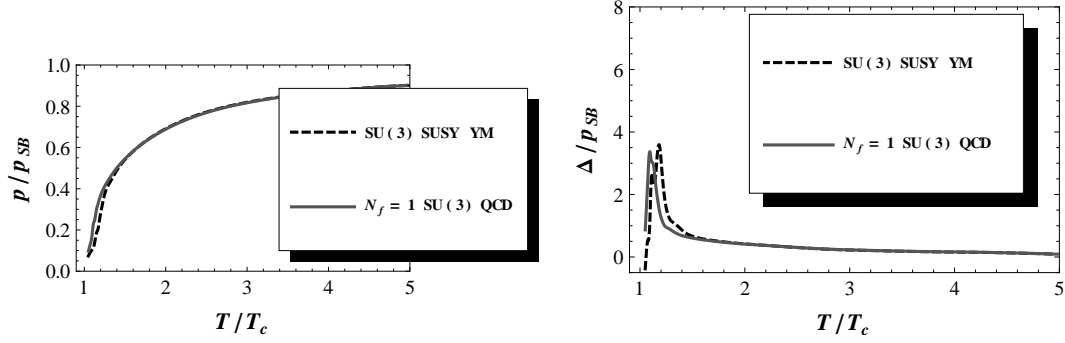 p/p_SB
1.0
0.8
0.6
0.4
0.2
0.0
SU(3) SUSY YM
N_f = 1 SU(3) QCD
1 2 3 4 5
T/T_c
Δ/p_SB
8
6
4
2
0
SU(3) SUSY YM
N_f = 1 SU(3) QCD
1 2 3 4 5
T/T_c